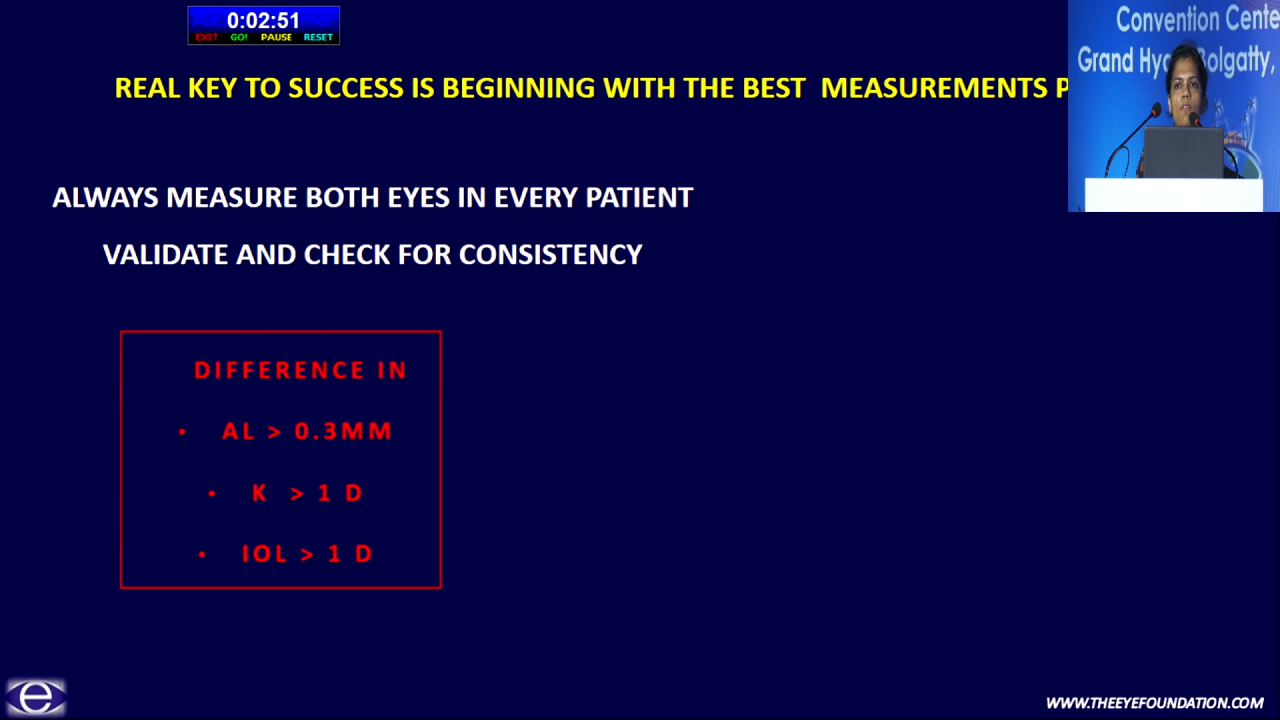 0:02:51
EXIT GO! PAUSE RESET
REAL KEY TO SUCCESS IS BEGINNING WITH THE BEST MEASUREMENTS P
Convention Cente
Grand Hya Bolgatty,
ALWAYS MEASURE BOTH EYES IN EVERY PATIENT
VALIDATE AND CHECK FOR CONSISTENCY
DIFFERENCE IN
• AL > 0.3MM
• K > 1 D
• IOL > 1 D
e
WWW.THEEYEFOUNDATION.COM